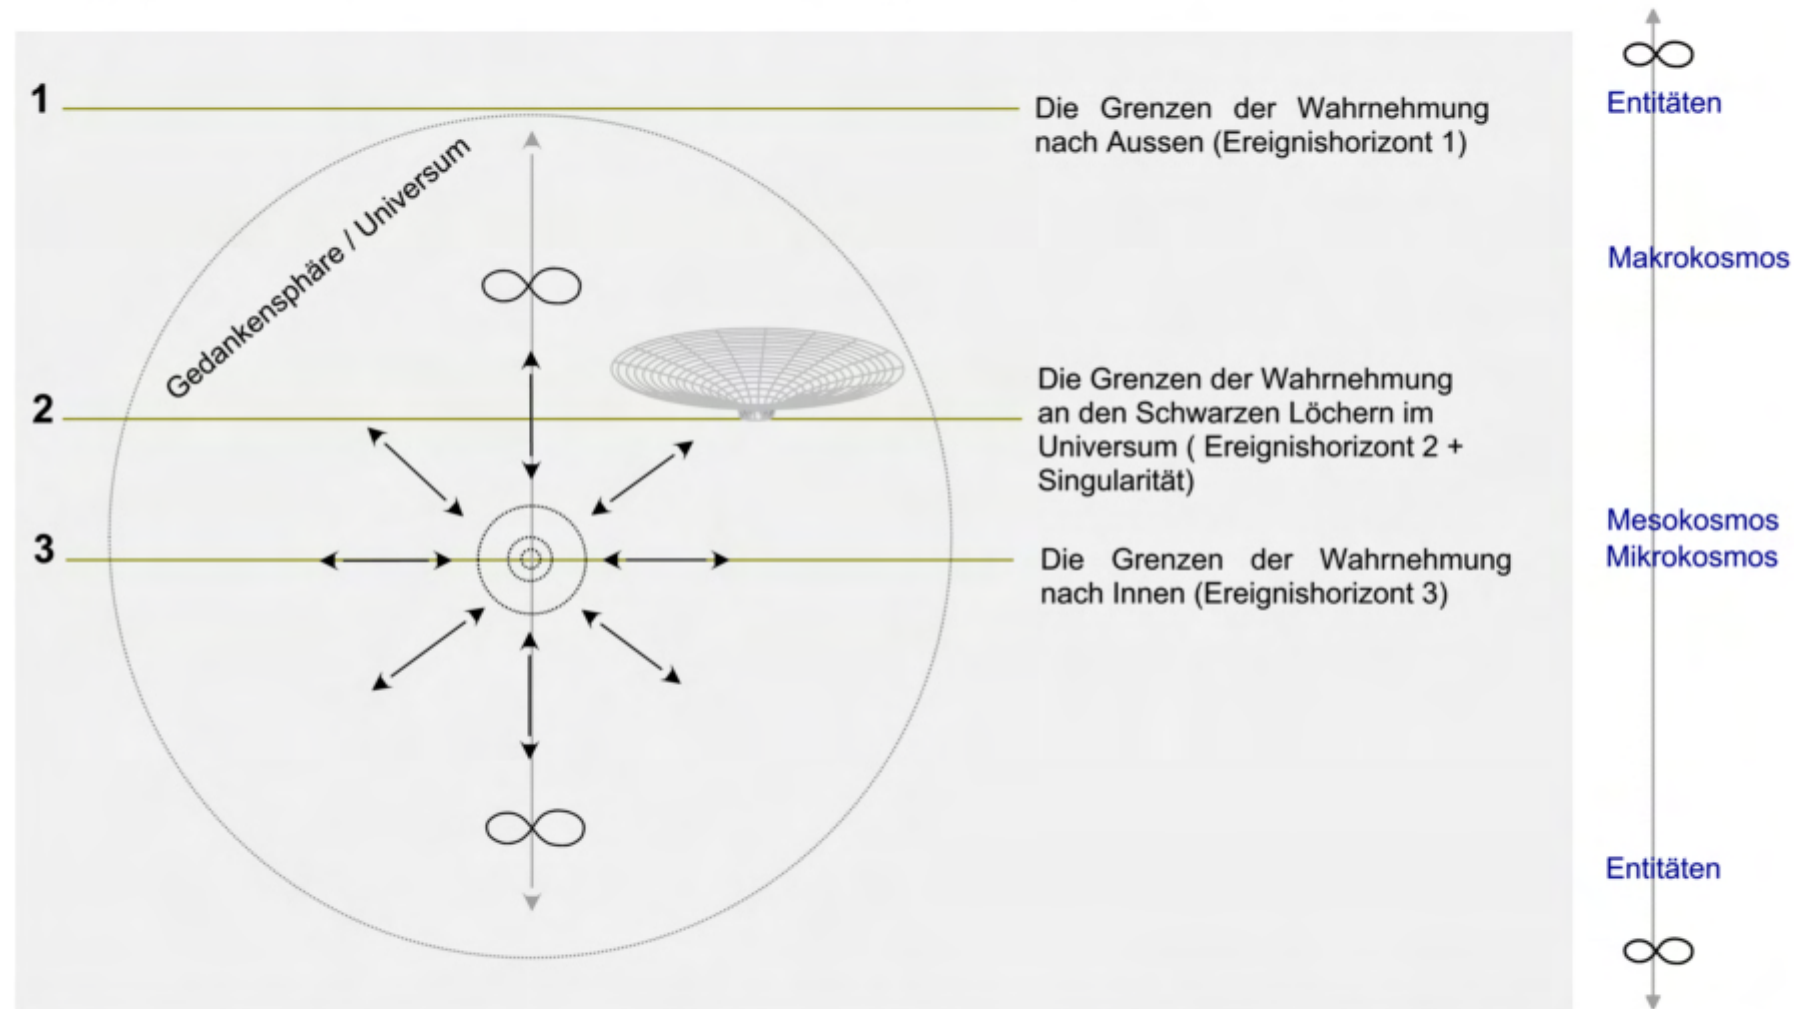 1
Die Grenzen der Wahrnehmung
nach Aussen (Ereignishorizont 1)
Gedankensphäre / Universum
2
Die Grenzen der Wahrnehmung
an den Schwarzen Löchern im
Universum ( Ereignishorizont 2 +
Singularität)
3
Die Grenzen der Wahrnehmung
nach Innen (Ereignishorizont 3)
∞
∞
∞
Entitäten
Makrokosmos
Mesokosmos
Mikrokosmos
Entitäten
∞